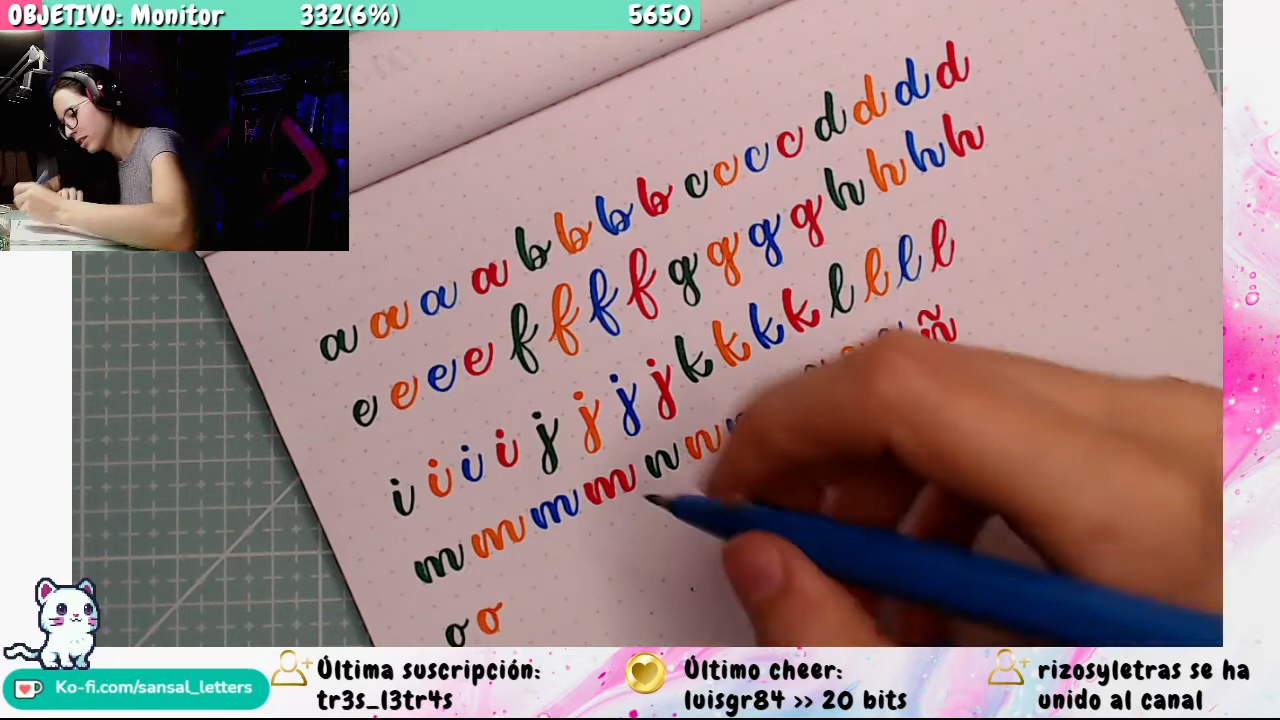 OBJETIVO: Monitor 332(6%) 5650
a a a a b b b b c c c c d d d d
e e e e f f f f g g g g h h h h
i i i i j j j j k k k k l l l l
m m m m n n ñ
o o
Ko-fi.com/sansal_letters
Última suscripción:
tr3s_l3tr4s
Último cheer:
luisgr84 >> 20 bits
rizosyletras se ha
unido al canal